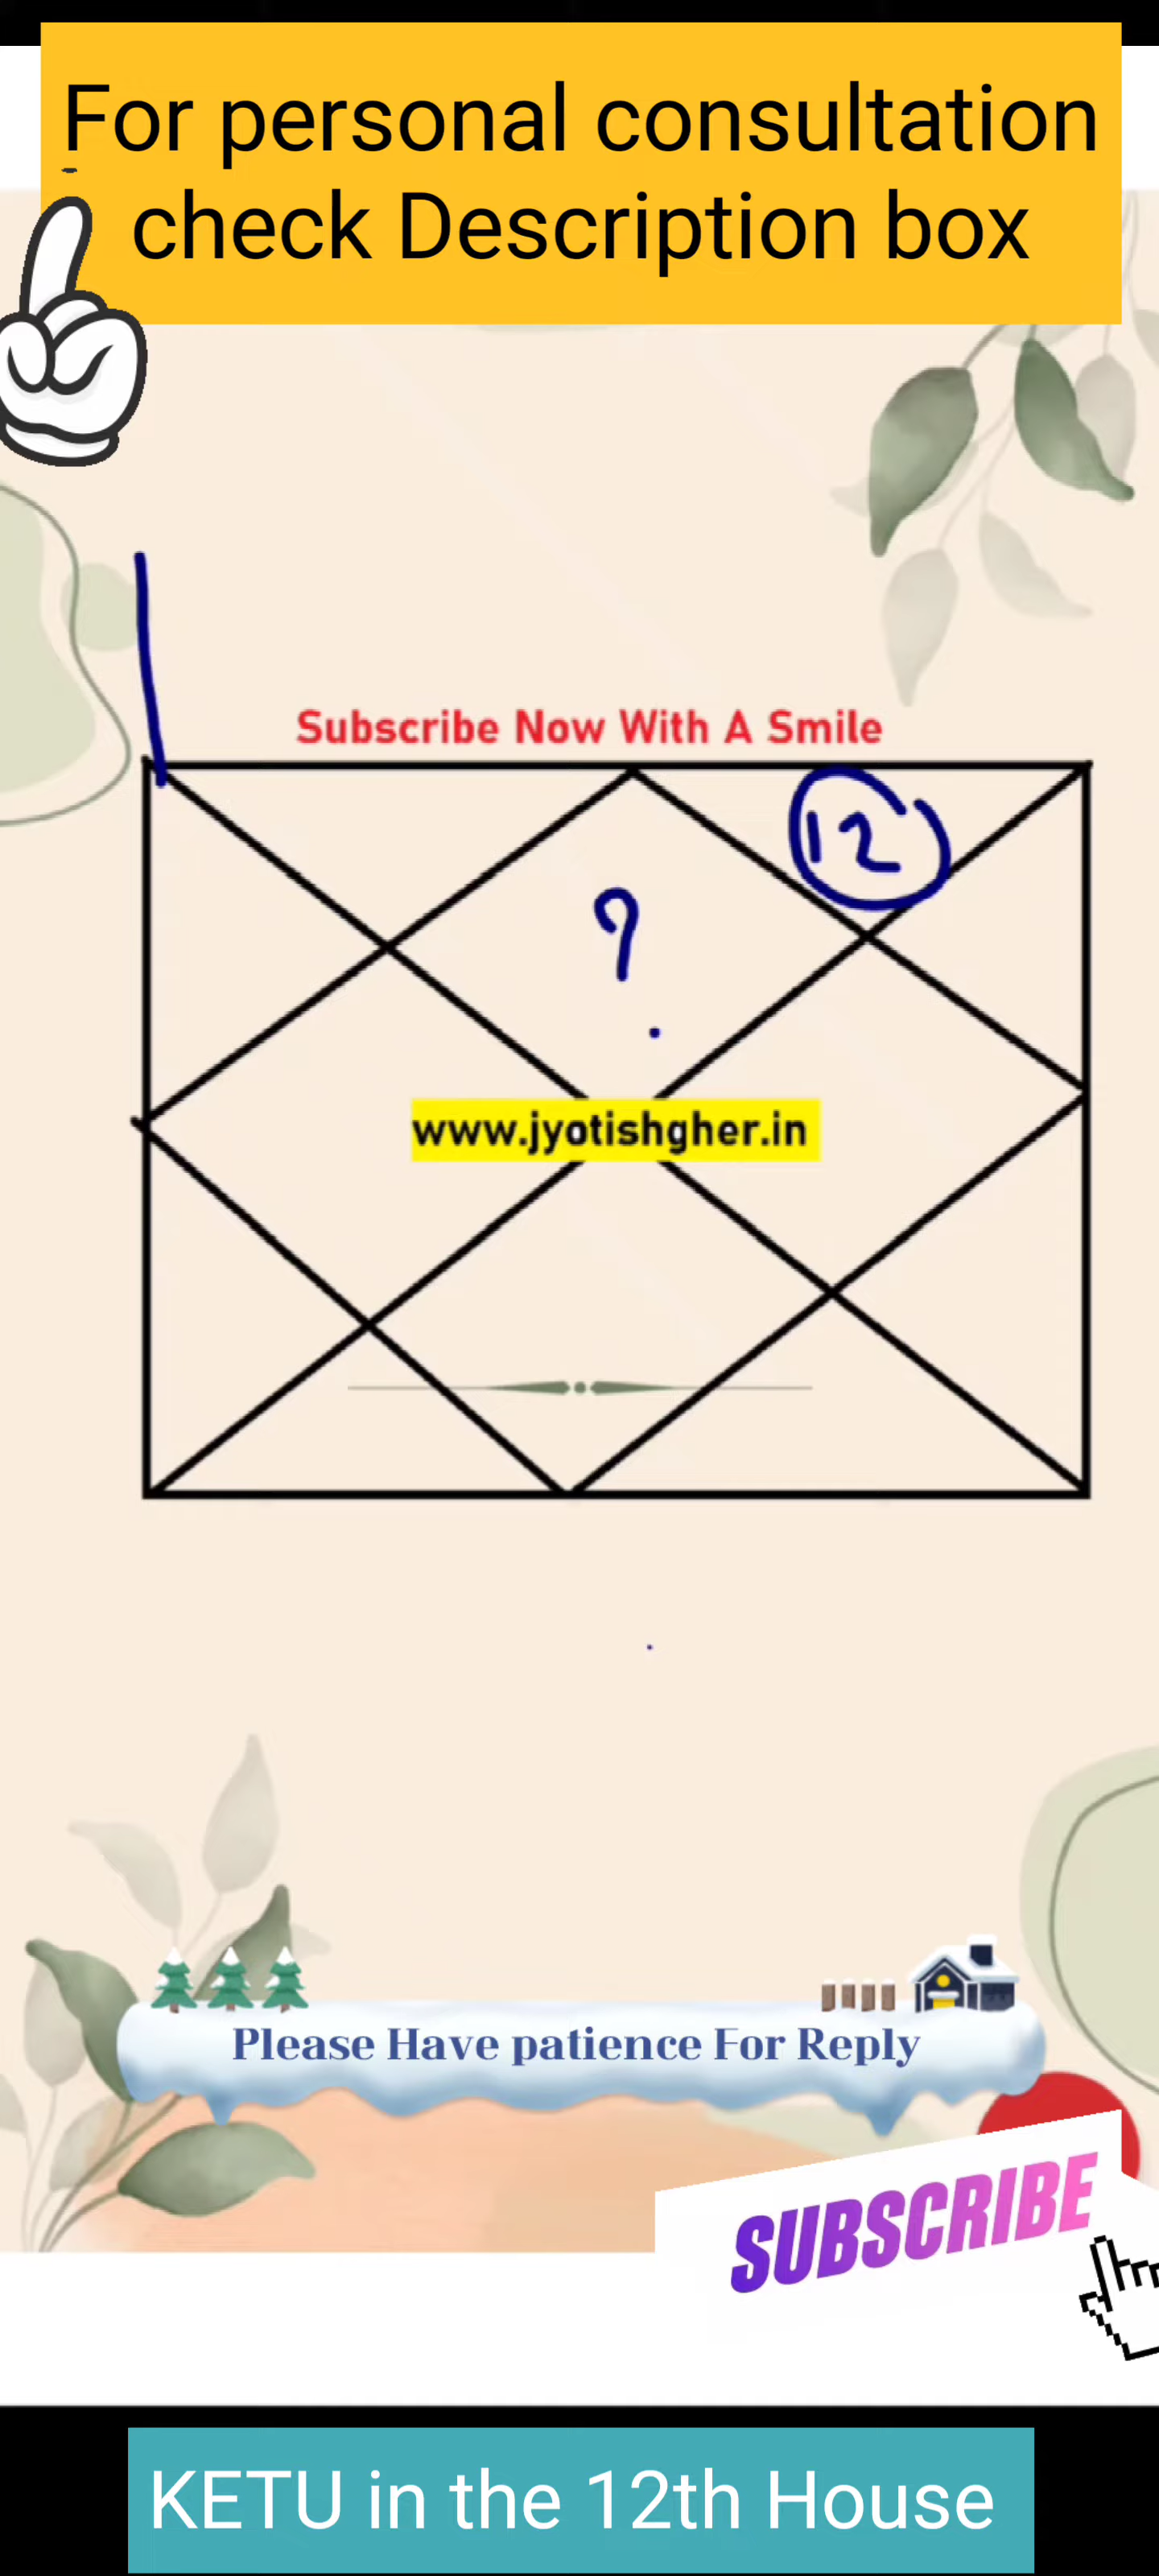 For personal consultation
check Description box
Subscribe Now With A Smile
12
?
www.jyotishgher.in
Please Have patience For Reply
SUBSCRIBE
KETU in the 12th House